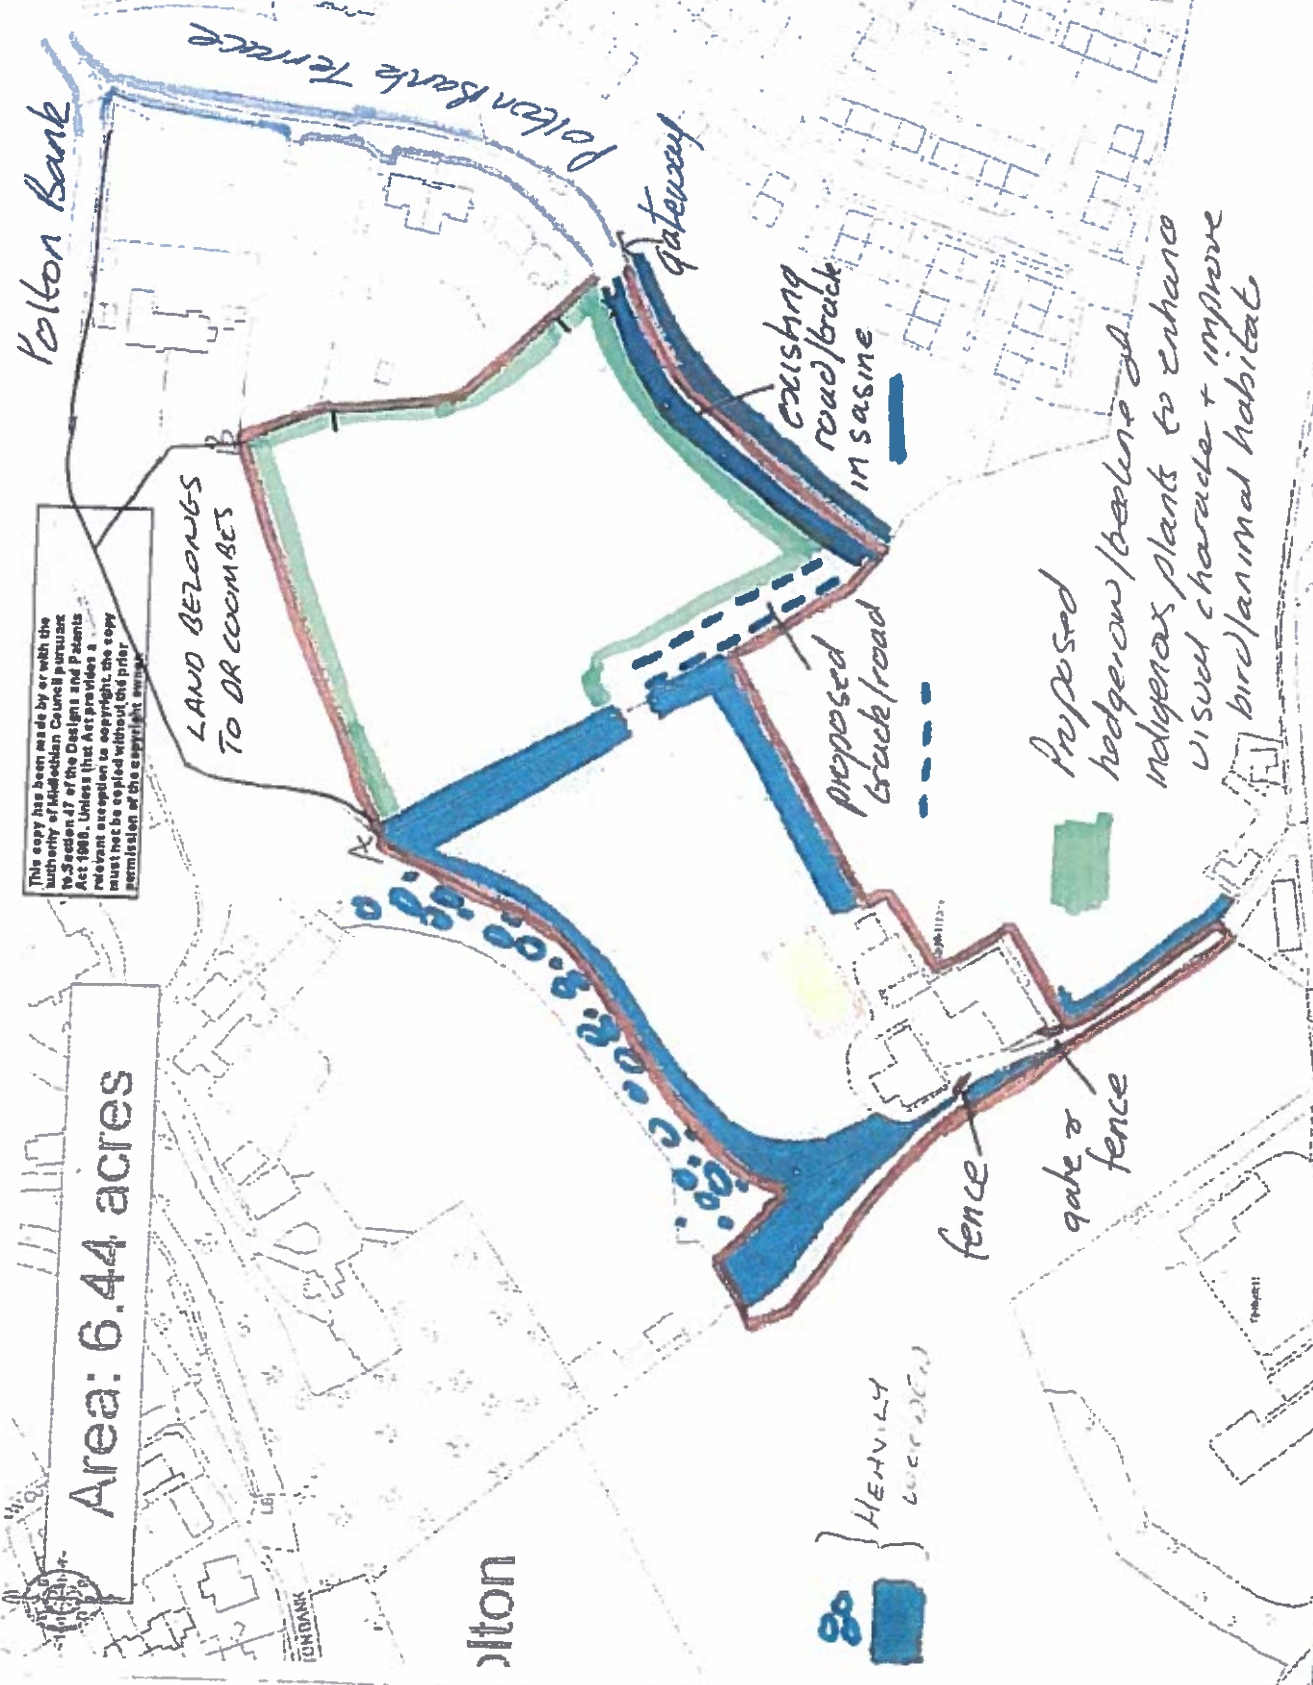 Polton Bank
Polton Bank Terrace
gateway
This copy has been made by or with the
authority of Midlothian Council pursuant
to Section 47 of the Designs and Patents
Act 1988. Unless that Act provides a
relevant exception to copyright, the copy
must not be copied without the prior
permission of the copyright owner
LAND BELONGS
TO DR COOMBES
existing
road/track
in sasine
proposed
track/road
Proposed
hedgerow/treeline of
indigenous plants to enhance
visual character + improve
bird/animal habitat
Area: 6.44 acres
fence
gate &
fence
HEAVILY
lton
LB